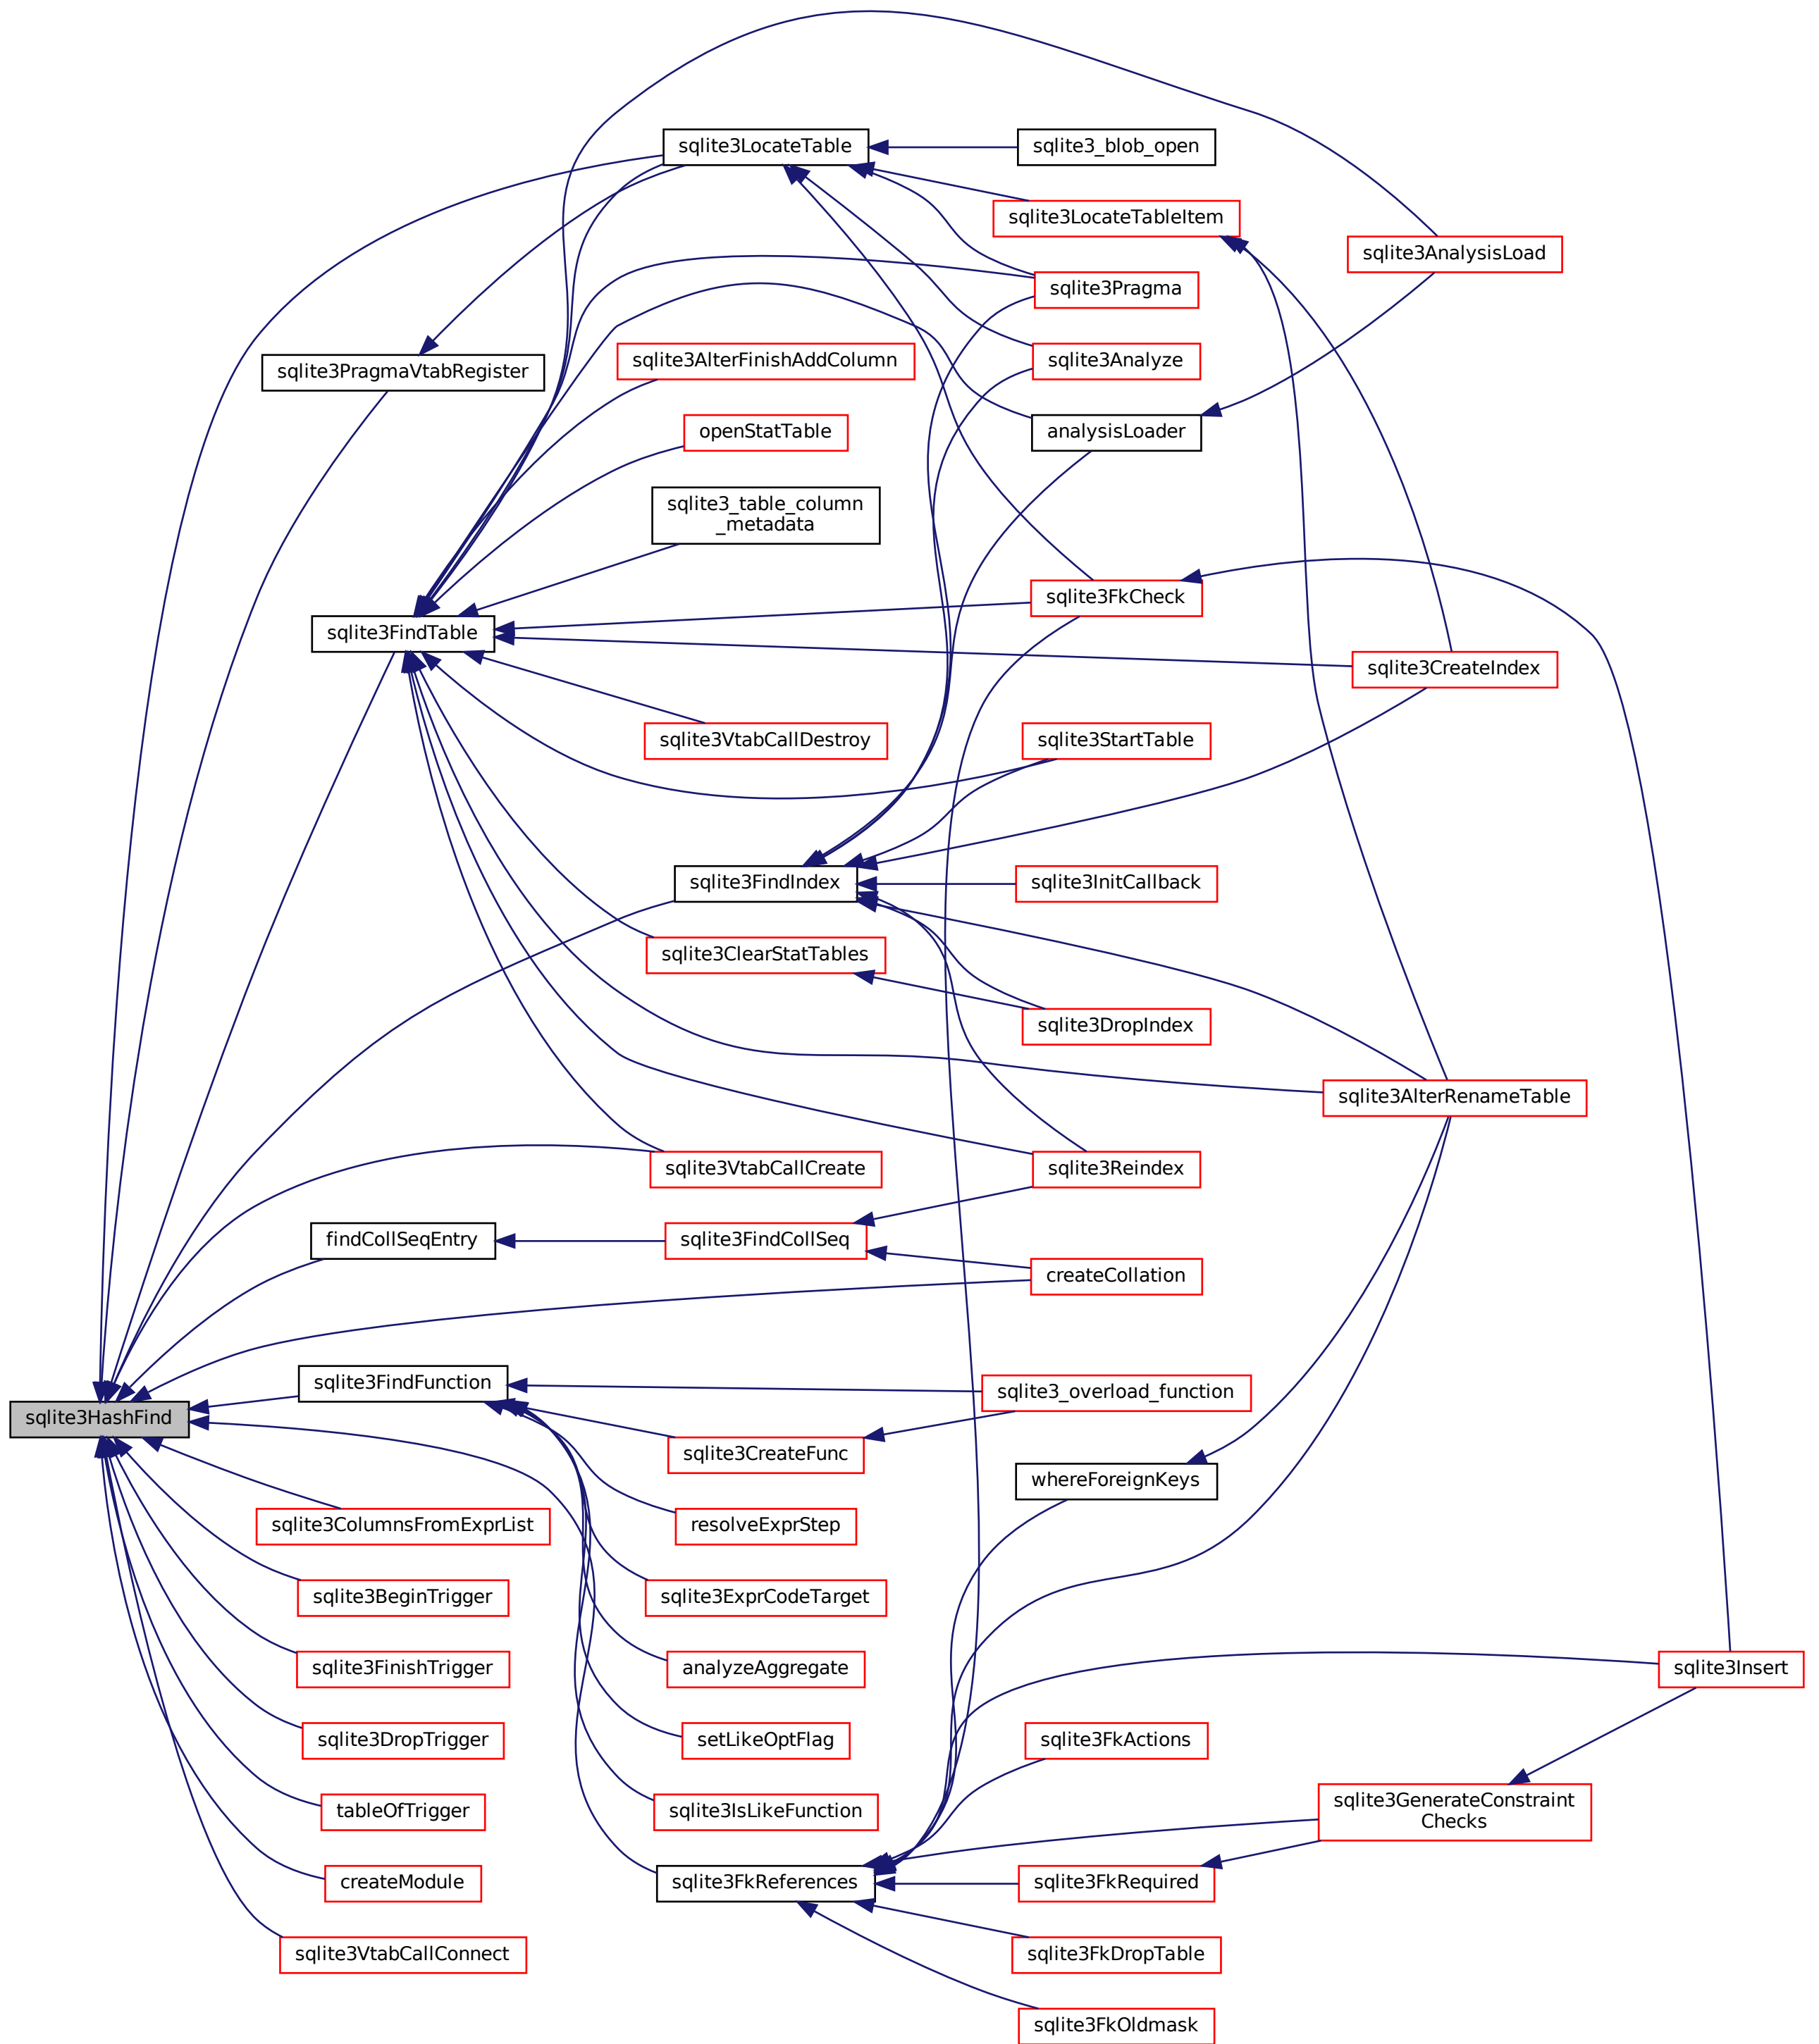 sqlite3LocateTable
sqlite3_blob_open
sqlite3LocateTableItem
sqlite3AnalysisLoad
sqlite3Pragma
sqlite3PragmaVtabRegister
sqlite3AlterFinishAddColumn
sqlite3Analyze
openStatTable
analysisLoader
sqlite3_table_column
_metadata
sqlite3FkCheck
sqlite3FindTable
sqlite3CreateIndex
sqlite3VtabCallDestroy
sqlite3StartTable
sqlite3FindIndex
sqlite3InitCallback
sqlite3ClearStatTables
sqlite3DropIndex
sqlite3AlterRenameTable
sqlite3VtabCallCreate
sqlite3Reindex
findCollSeqEntry
sqlite3FindCollSeq
createCollation
sqlite3FindFunction
sqlite3_overload_function
sqlite3HashFind
sqlite3CreateFunc
whereForeignKeys
sqlite3ColumnsFromExprList
resolveExprStep
sqlite3BeginTrigger
sqlite3ExprCodeTarget
sqlite3FinishTrigger
analyzeAggregate
sqlite3Insert
sqlite3DropTrigger
setLikeOptFlag
sqlite3FkActions
tableOfTrigger
sqlite3IsLikeFunction
sqlite3GenerateConstraint
Checks
createModule
sqlite3FkReferences
sqlite3FkRequired
sqlite3VtabCallConnect
sqlite3FkDropTable
sqlite3FkOldmask